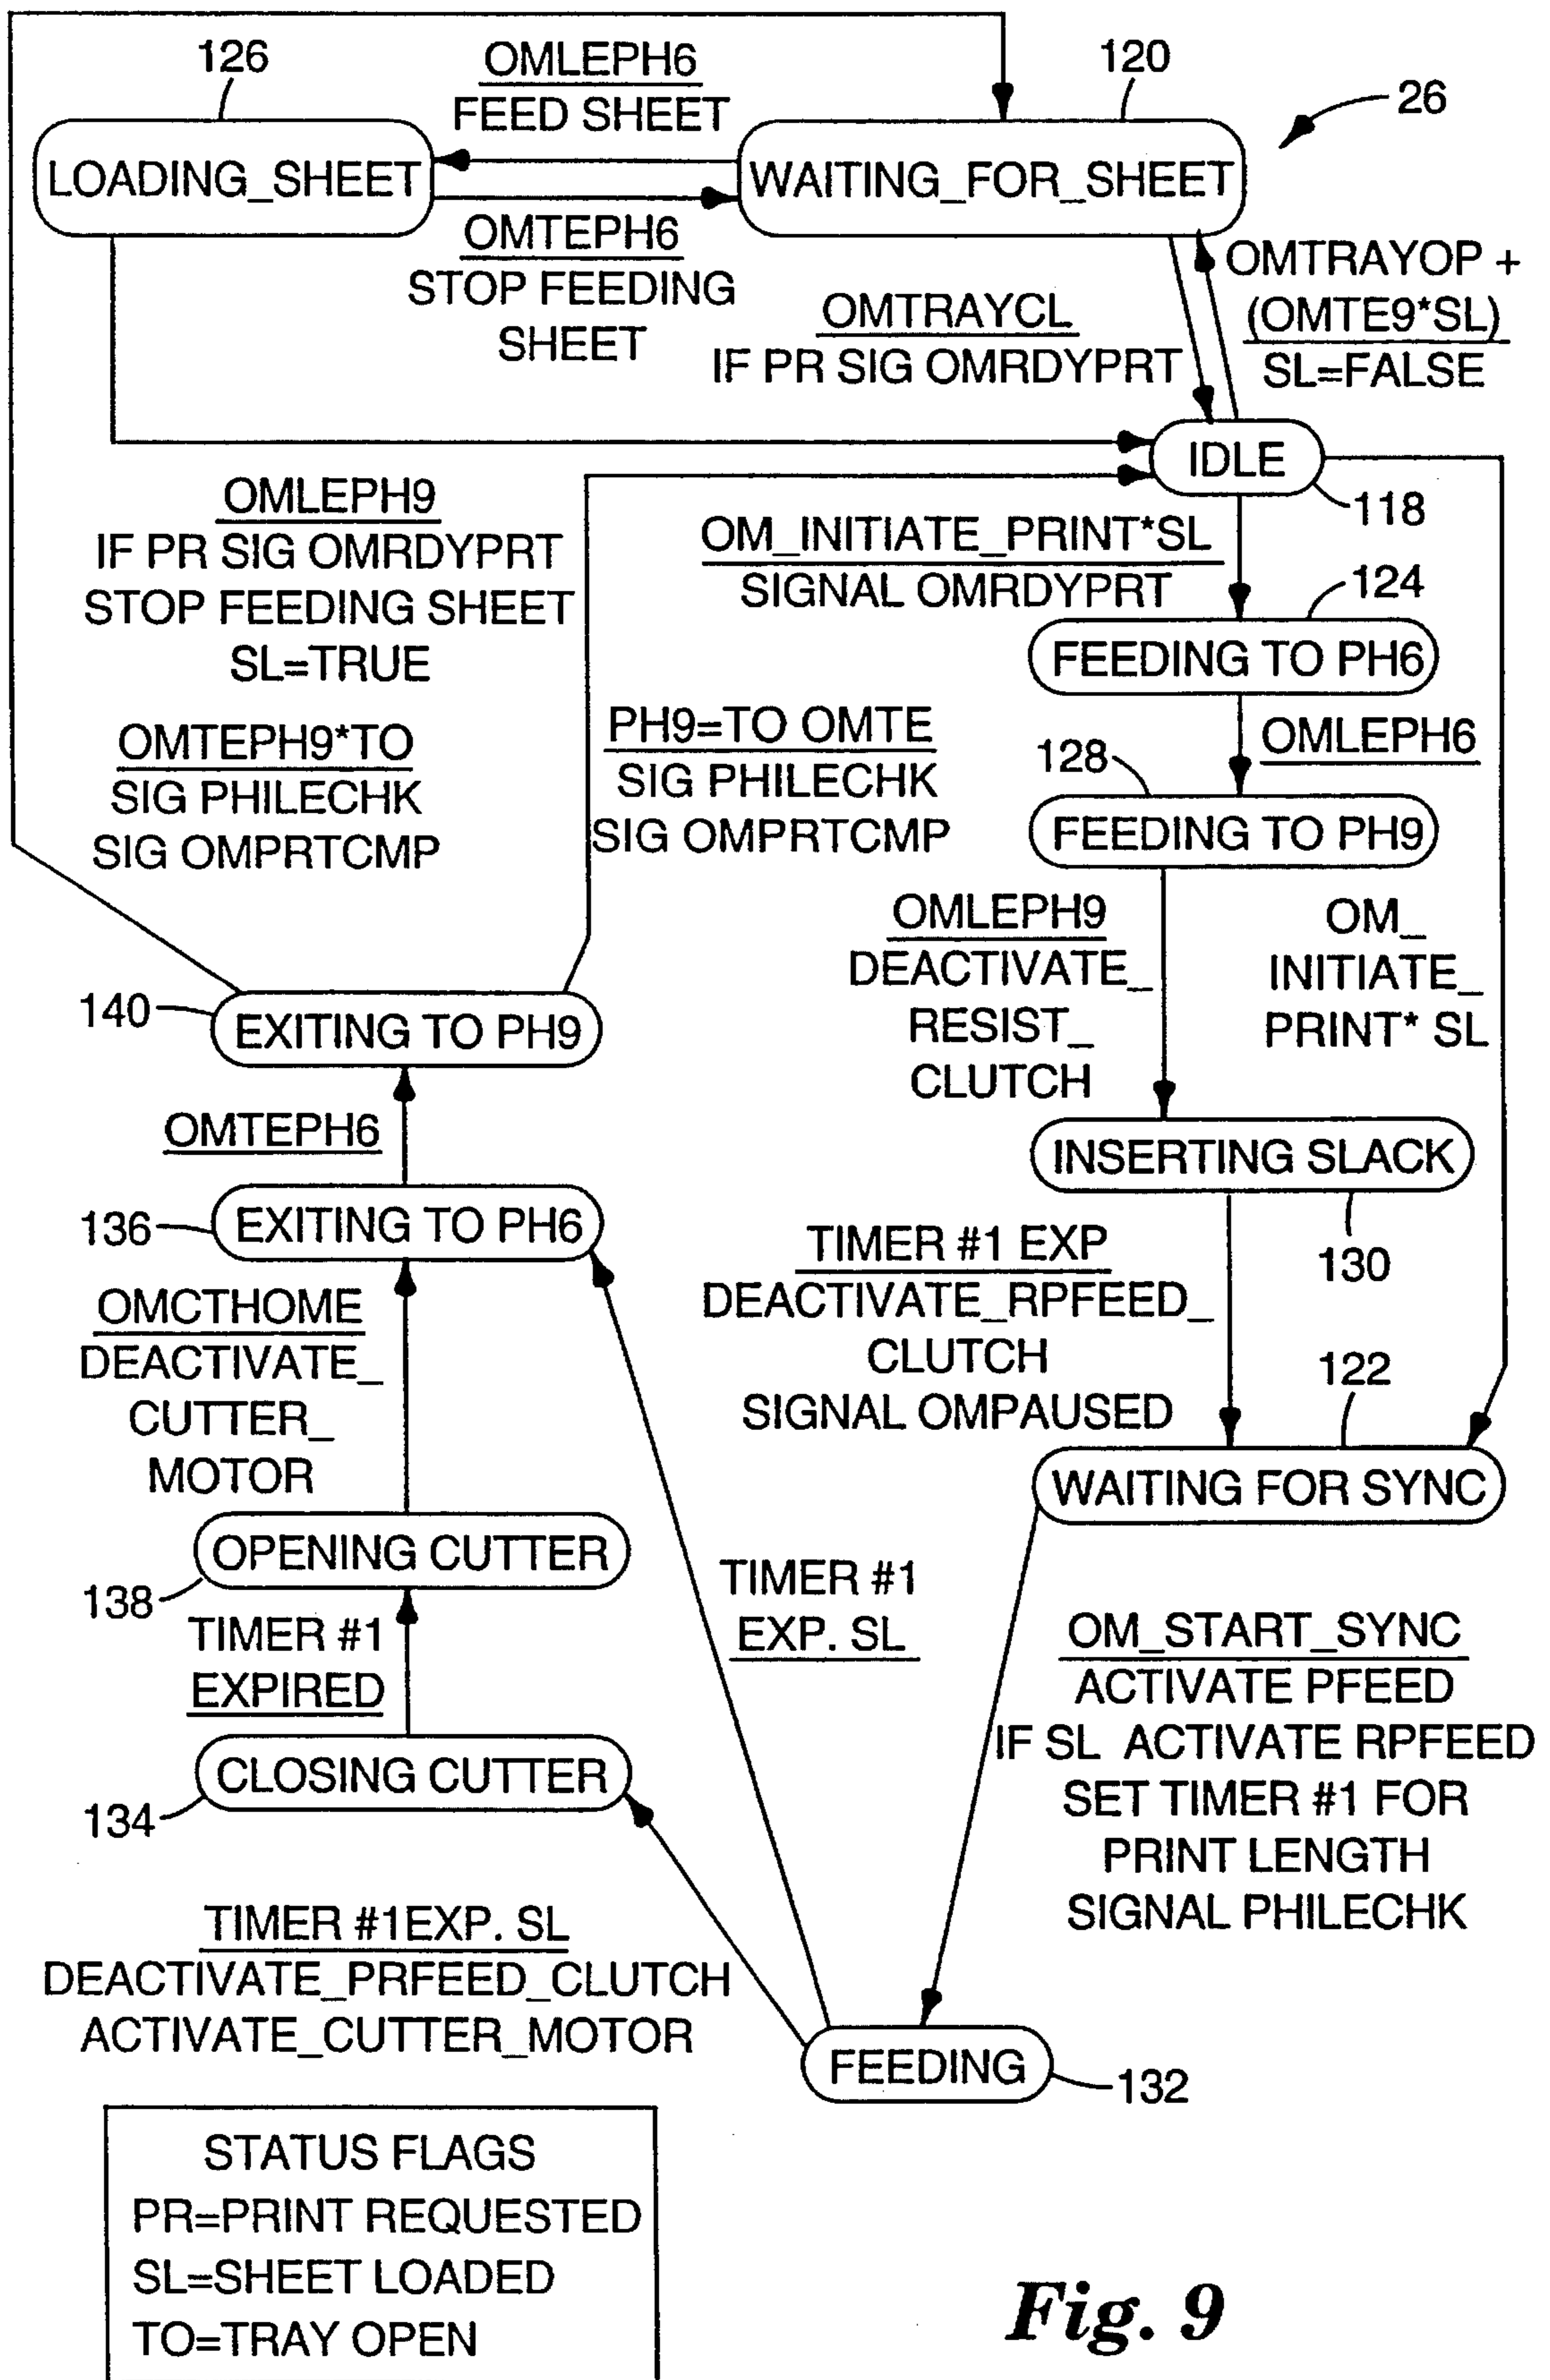 126
OMLEPH6
FEED SHEET
120
26
LOADING_SHEET
WAITING_FOR_SHEET
OMTEPH6
STOP FEEDING
SHEET
OMTRAYCL
IF PR SIG OMRDYPRT
OMTRAYOP +
(OMTE9*SL)
SL=FALSE
IDLE
118
OMLEPH9
IF PR SIG OMRDYPRT
STOP FEEDING SHEET
SL=TRUE
OM_INITIATE_PRINT*SL
SIGNAL OMRDYPRT
124
FEEDING TO PH6
OMTEPH9*TO
SIG PHILECHK
SIG OMPRTCMP
PH9=TO OMTE
SIG PHILECHK
SIG OMPRTCMP
OMLEPH6
128
FEEDING TO PH9
OMLEPH9
DEACTIVATE_
RESIST_
CLUTCH
OM_
INITIATE_
PRINT* SL
140
EXITING TO PH9
OMTEPH6
INSERTING SLACK
130
136
EXITING TO PH6
TIMER #1 EXP
DEACTIVATE_RPFEED_
CLUTCH
SIGNAL OMPAUSED
OMCTHOME
DEACTIVATE_
CUTTER_
MOTOR
122
WAITING FOR SYNC
OPENING CUTTER
138
TIMER #1
EXPIRED
TIMER #1
EXP. SL
OM_START_SYNC
ACTIVATE PFEED
IF SL ACTIVATE RPFEED
SET TIMER #1 FOR
PRINT LENGTH
SIGNAL PHILECHK
CLOSING CUTTER
134
TIMER #1EXP. SL
DEACTIVATE_PRFEED_CLUTCH
ACTIVATE_CUTTER_MOTOR
FEEDING
132
STATUS FLAGS
PR=PRINT REQUESTED
SL=SHEET LOADED
TO=TRAY OPEN
Fig. 9